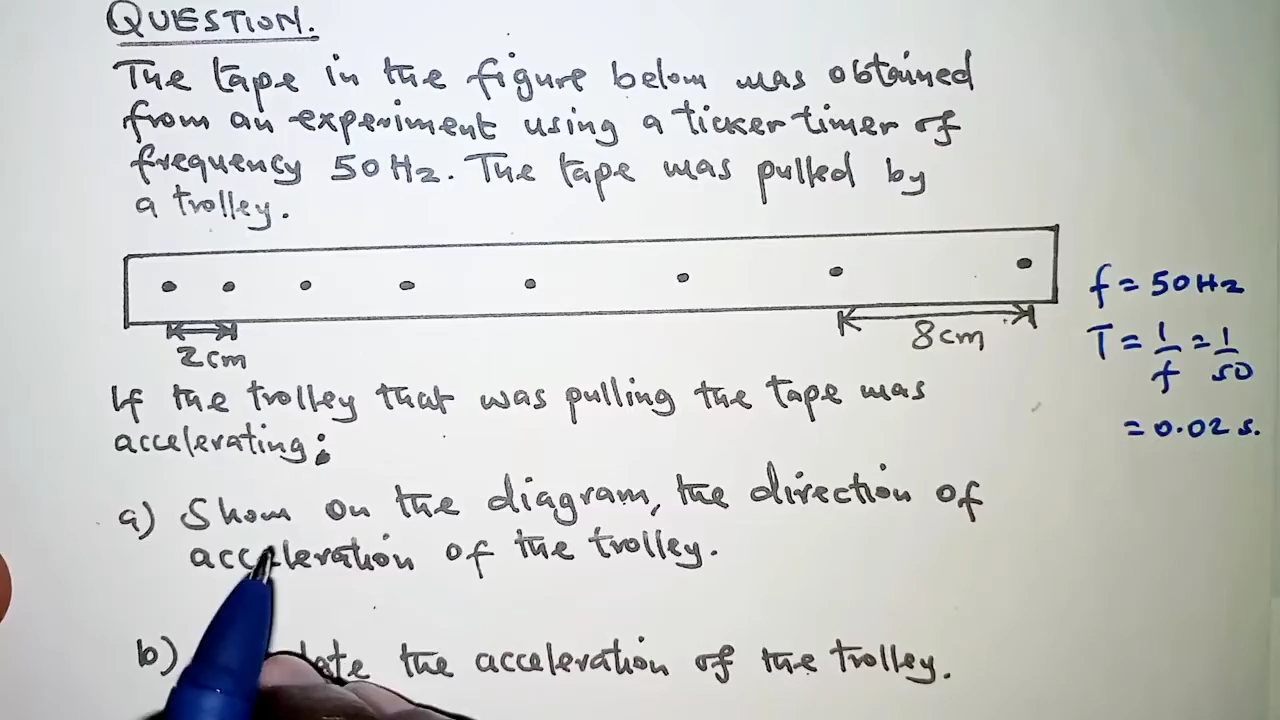 QUESTION.
The tape in the figure below was obtained
from an experiment using a ticker timer of
frequency 50Hz. The tape was pulled by
a trolley.
2cm
8cm
f = 50Hz
T = 1/f = 1/50
= 0.02 s.
If the trolley that was pulling the tape was
accelerating;
a) Show on the diagram, the direction of
acceleration of the trolley.
b) the acceleration of the trolley.